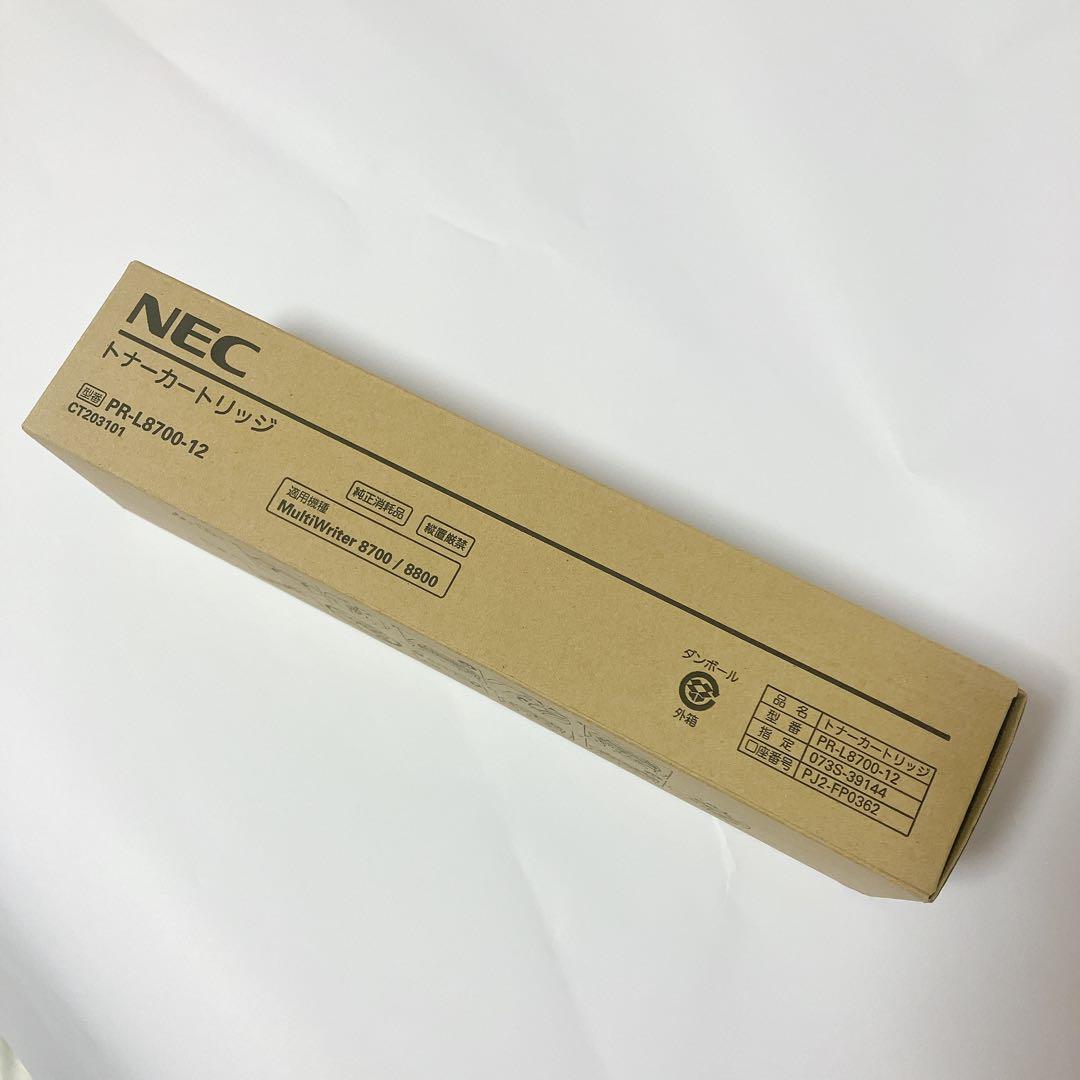 NEC
トナーカートリッジ
型番 PR-L8700-12
CT203101
純正消耗品
縦置厳禁
適用機種
MultiWriter 8700 / 8800
ダンボール
外箱
品名 トナーカートリッジ
型番 PR-L8700-12
指定 073S-39144
口座番号 PJ2-FP0362